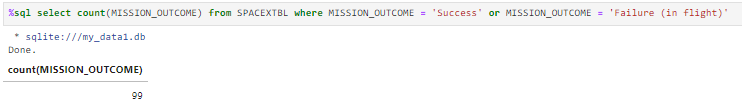 %sql select count(MISSION_OUTCOME) from SPACEXTBL where MISSION_OUTCOME = 'Success' or MISSION_OUTCOME = 'Failure (in flight)'
* sqlite:///my_data1.db
Done.
count(MISSION_OUTCOME)
99